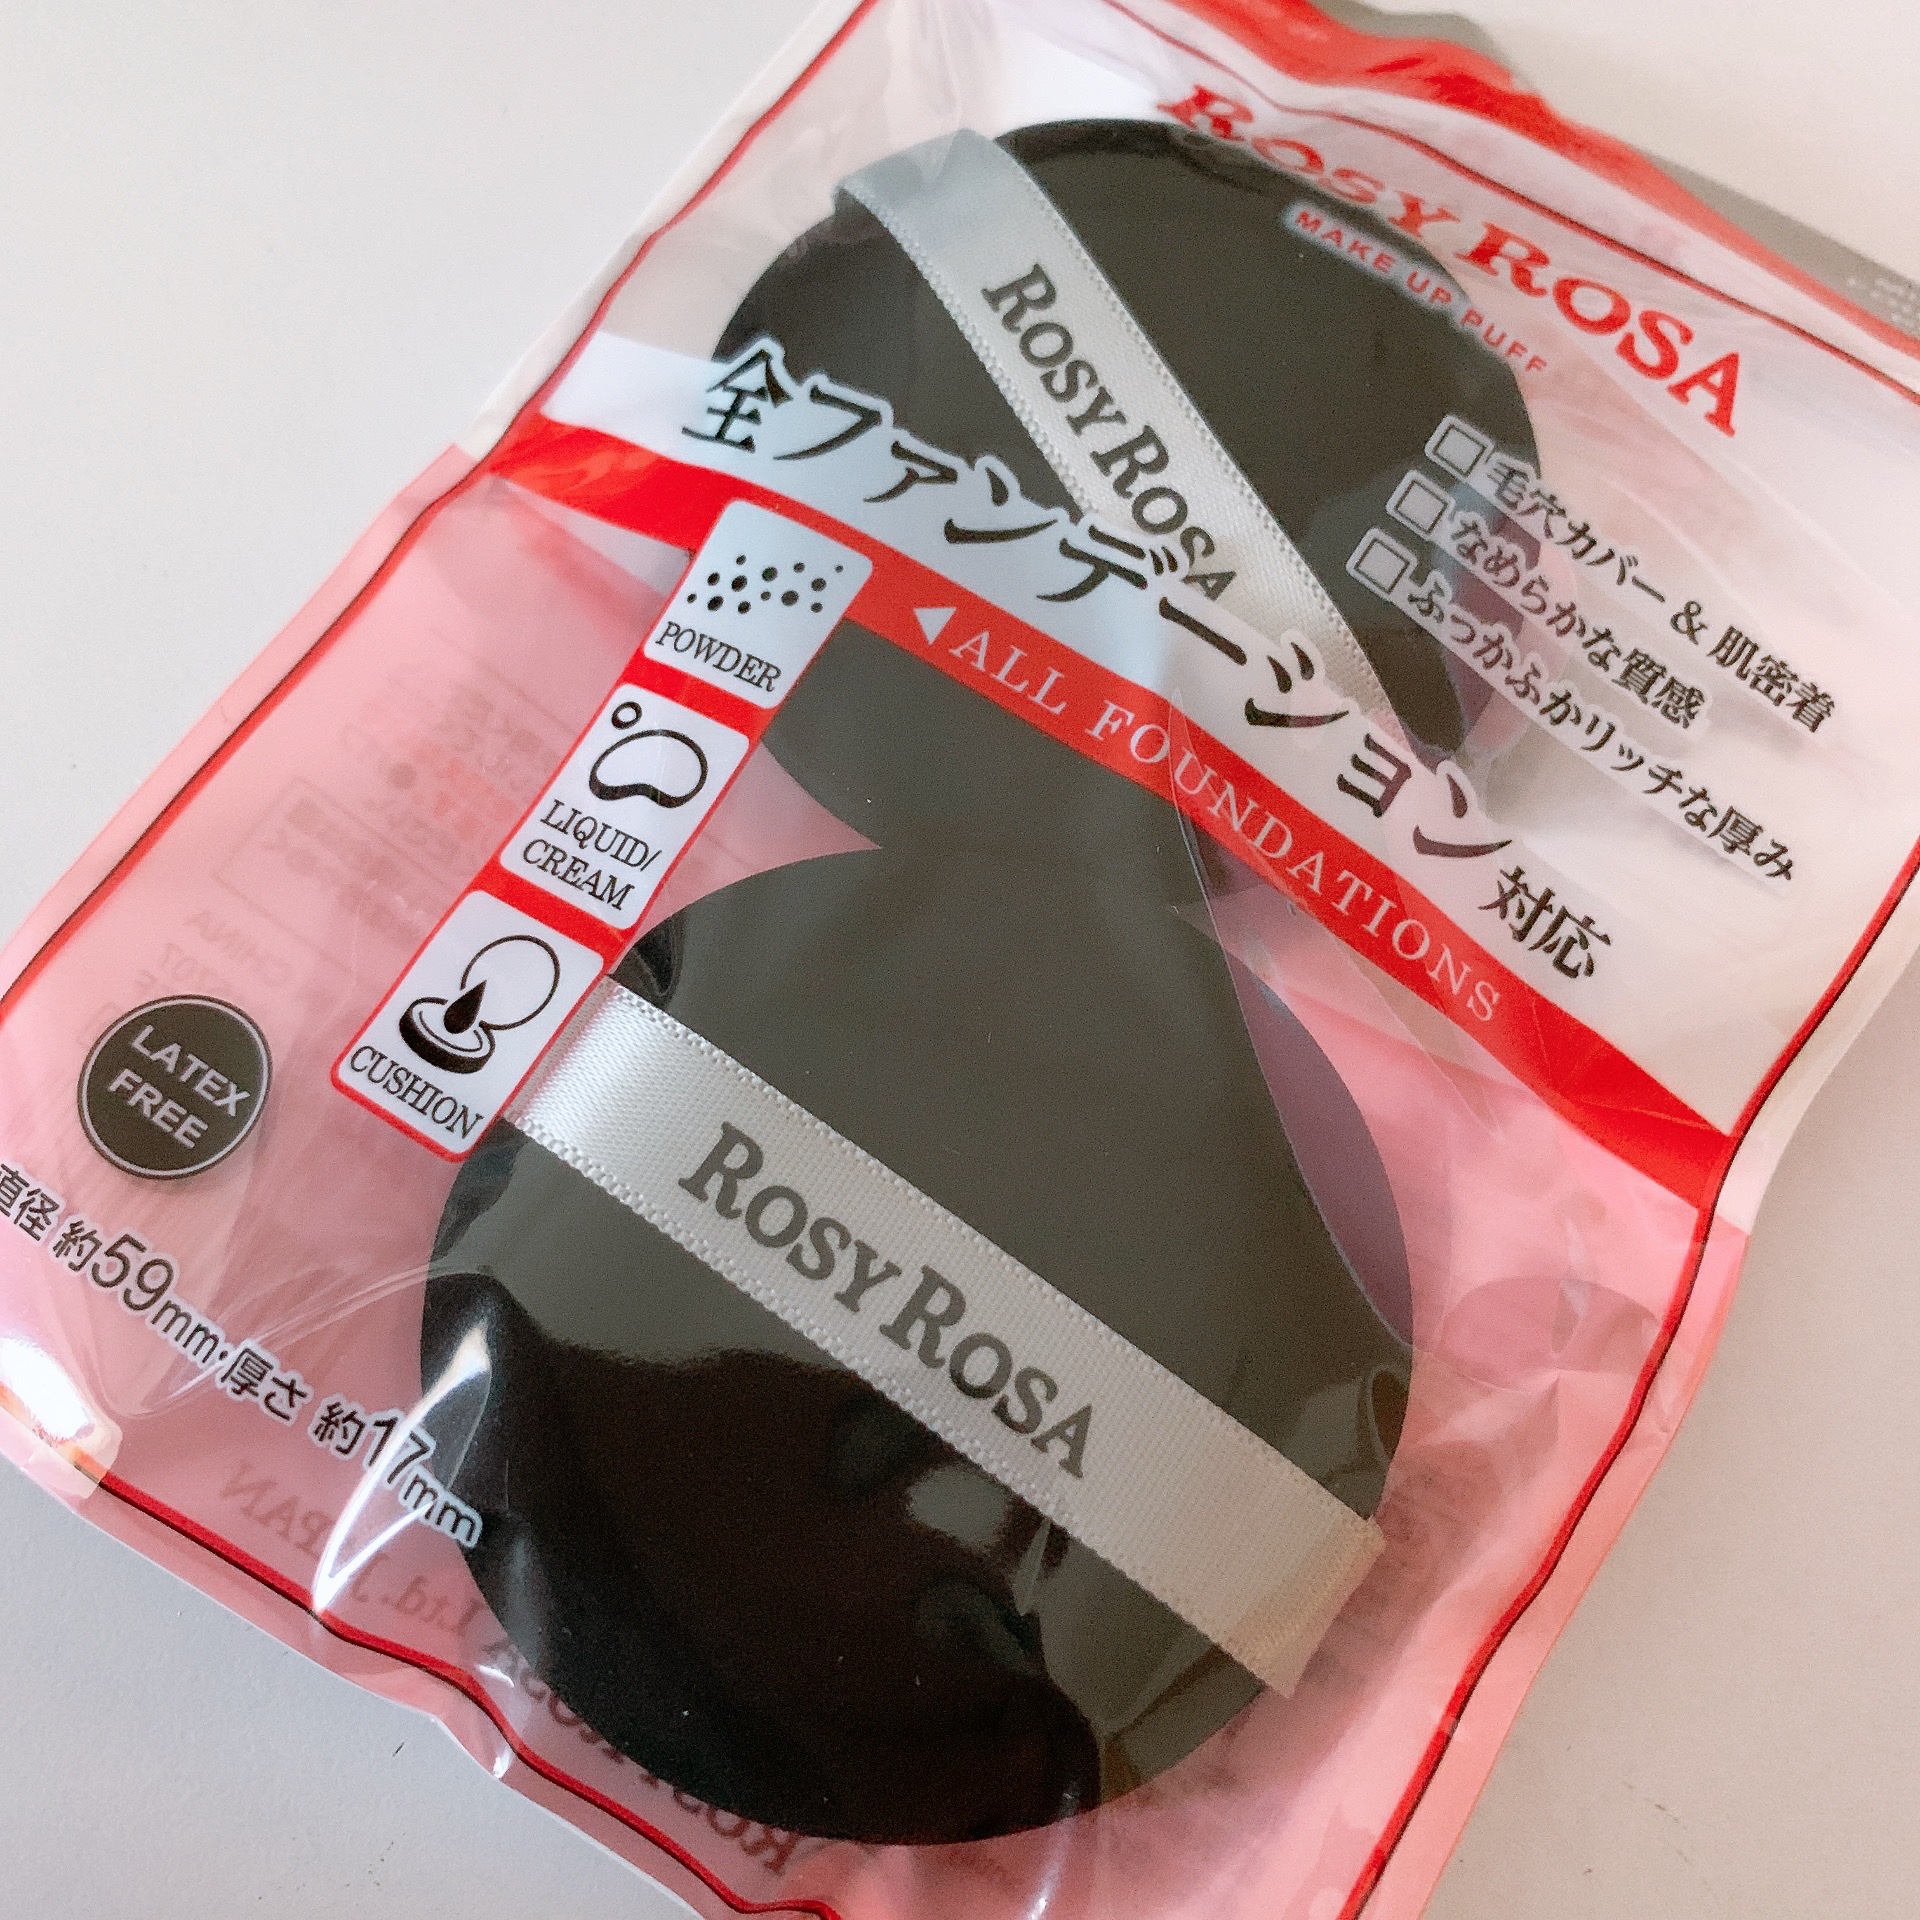 ROSY ROSA
MAKE UP PUFF
ROSY ROSA
毛穴カバー & 肌密着
なめらかな質感
ふっかふかリッチな厚み
全ファンデーション対応
ALL FOUNDATIONS
POWDER
LIQUID/
CREAM
CUSHION
LATEX
FREE
ROSY ROSA
直径 約59mm・厚さ 約17mm